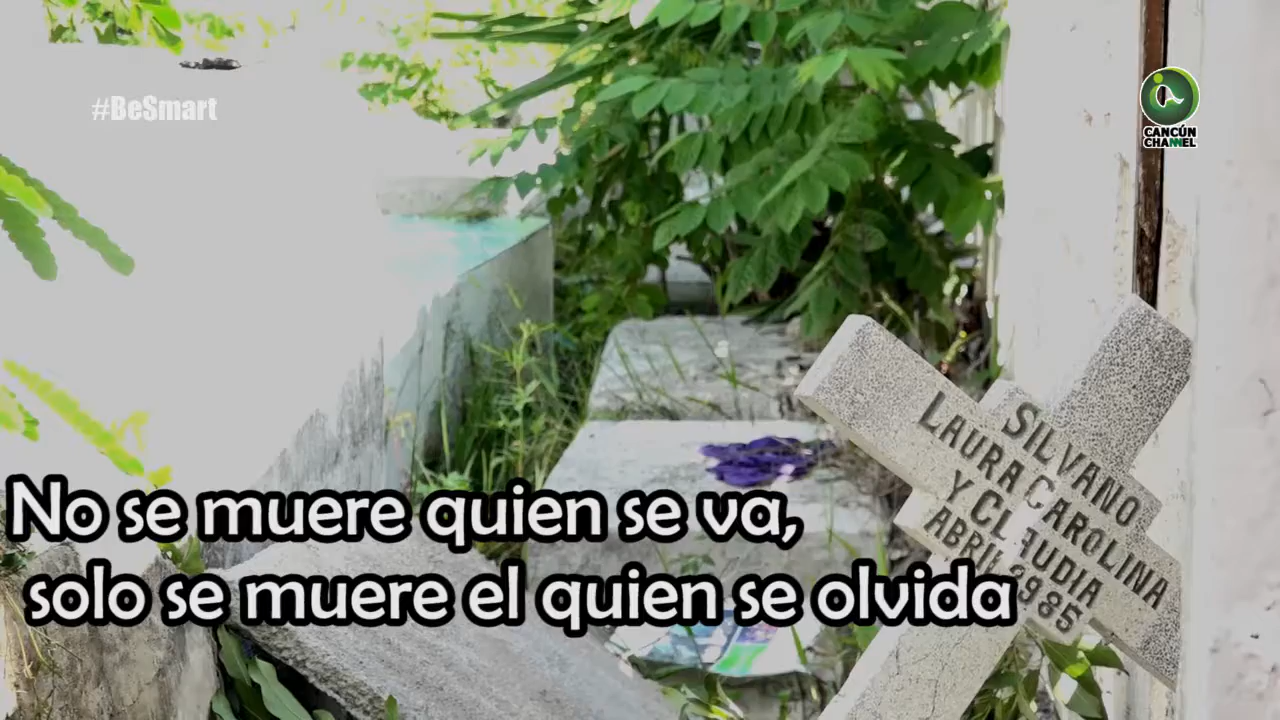 #BeSmart
CANCÚN
CHANNEL
SILVANO
LAURA CAROLINA
Y CLAUDIA
ABRIL 1985
No se muere quien se va,
solo se muere el quien se olvida